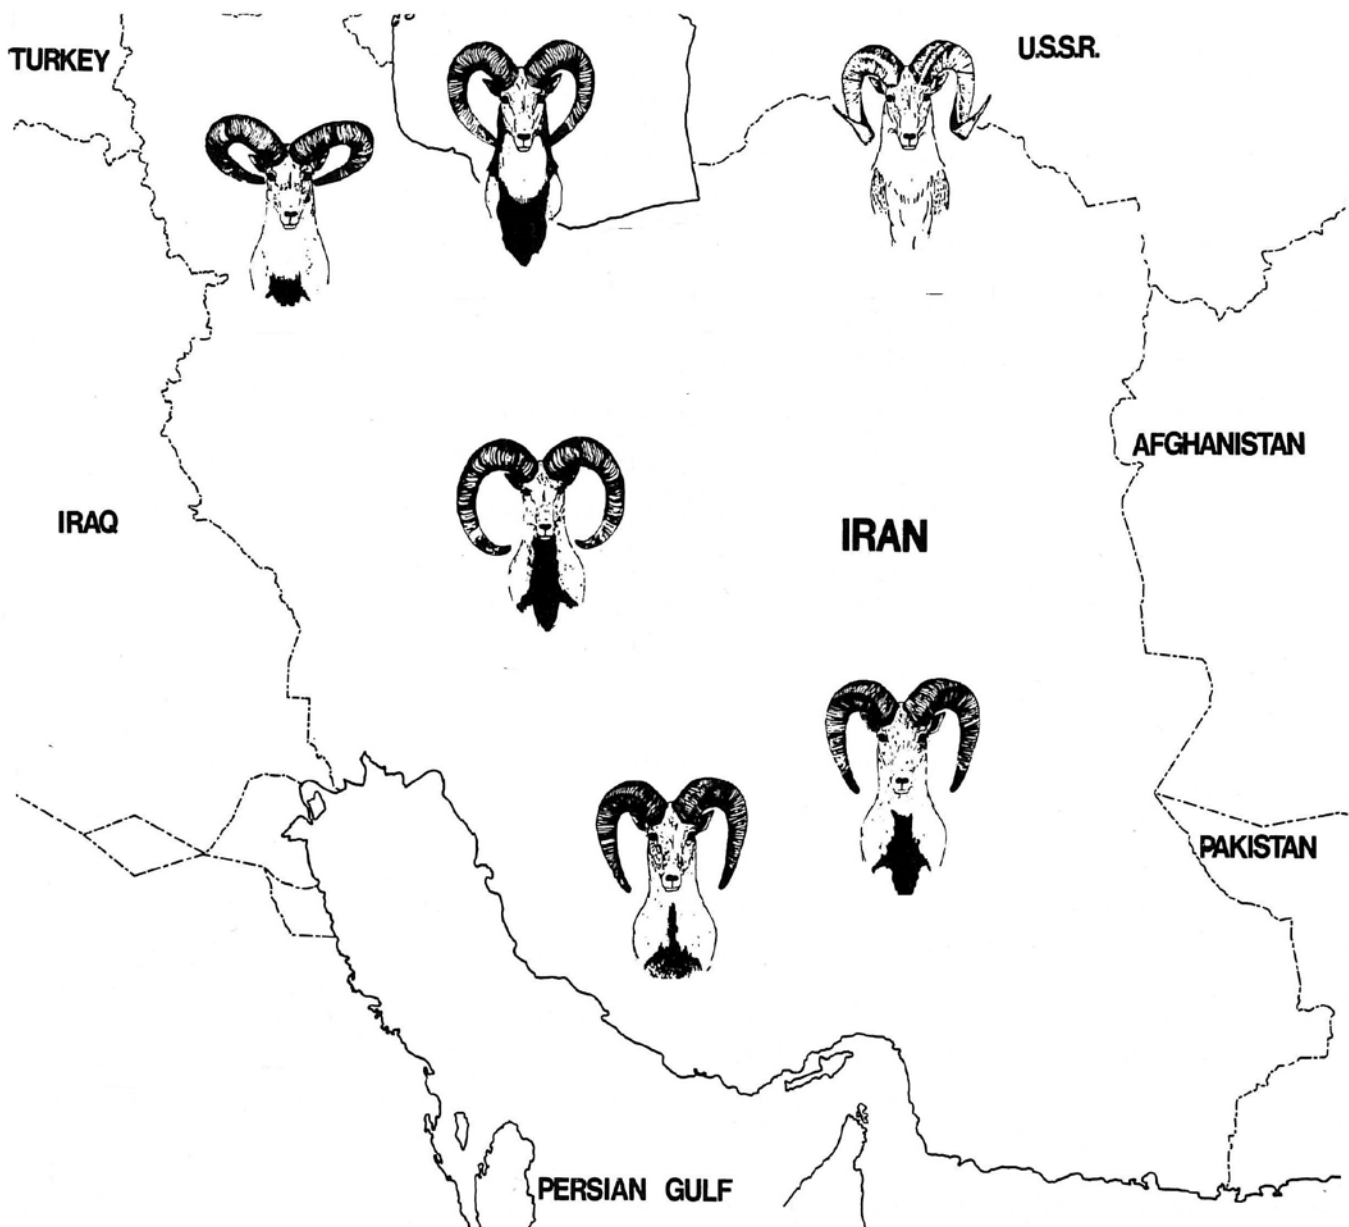 TURKEY
U.S.S.R.
AFGHANISTAN
IRAQ
IRAN
PAKISTAN
PERSIAN GULF